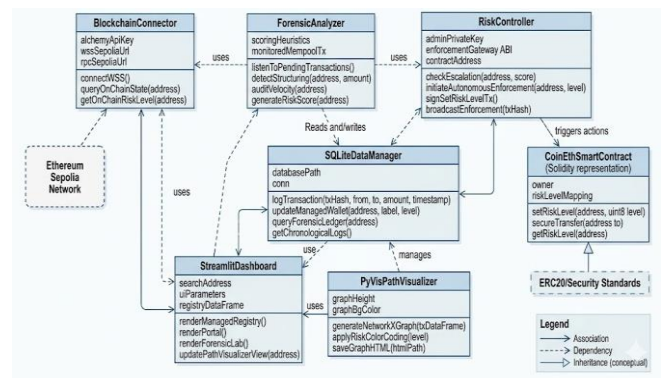 BlockchainConnector
alchemyApiKey
wssSepoliaUrl
rpcSepoliaUrl
connectWSS()
queryOnChainState(address)
getOnChainRiskLevel(address)
uses
ForensicAnalyzer
scoringHeuristics
monitoredMempoolTx
listenToPendingTransactions()
detectStructuring(address, amount)
auditVelocity(address)
generateRiskScore(address)
uses
RiskController
adminPrivateKey
enforcementGateway ABI
contractAddress
checkEscalation(address, score)
initiateAutonomousEnforcement(address, level)
signSetRiskLevelTx()
broadcastEnforcement(txHash)
Reads and/writes
triggers actions
Ethereum
Sepolia
Network
uses
SQLiteDataManager
databasePath
conn
logTransaction(txHash, from, to, amount, timestamp)
updateManagedWallet(address, label, level)
queryForensicLedger(address)
getChronologicalLogs()
CoinEthSmartContract
(Solidity representation)
owner
riskLevelMapping
setRiskLevel(address, uint8 level)
secureTransfer(address to)
getRiskLevel(address)
use
manages
StreamlitDashboard
searchAddress
uiParameters
registryDataFrame
renderManagedRegistry()
renderPortal()
renderForensicLab()
updatePathVisualizerView(address)
uses
PyVisPathVisualizer
graphHeight
graphBgColor
generateNetworkXGraph(txDataFrame)
applyRiskColorCoding(level)
saveGraphHTML(htmlPath)
ERC20/Security Standards
Legend
Association
Dependency
Inheritance (conceptual)